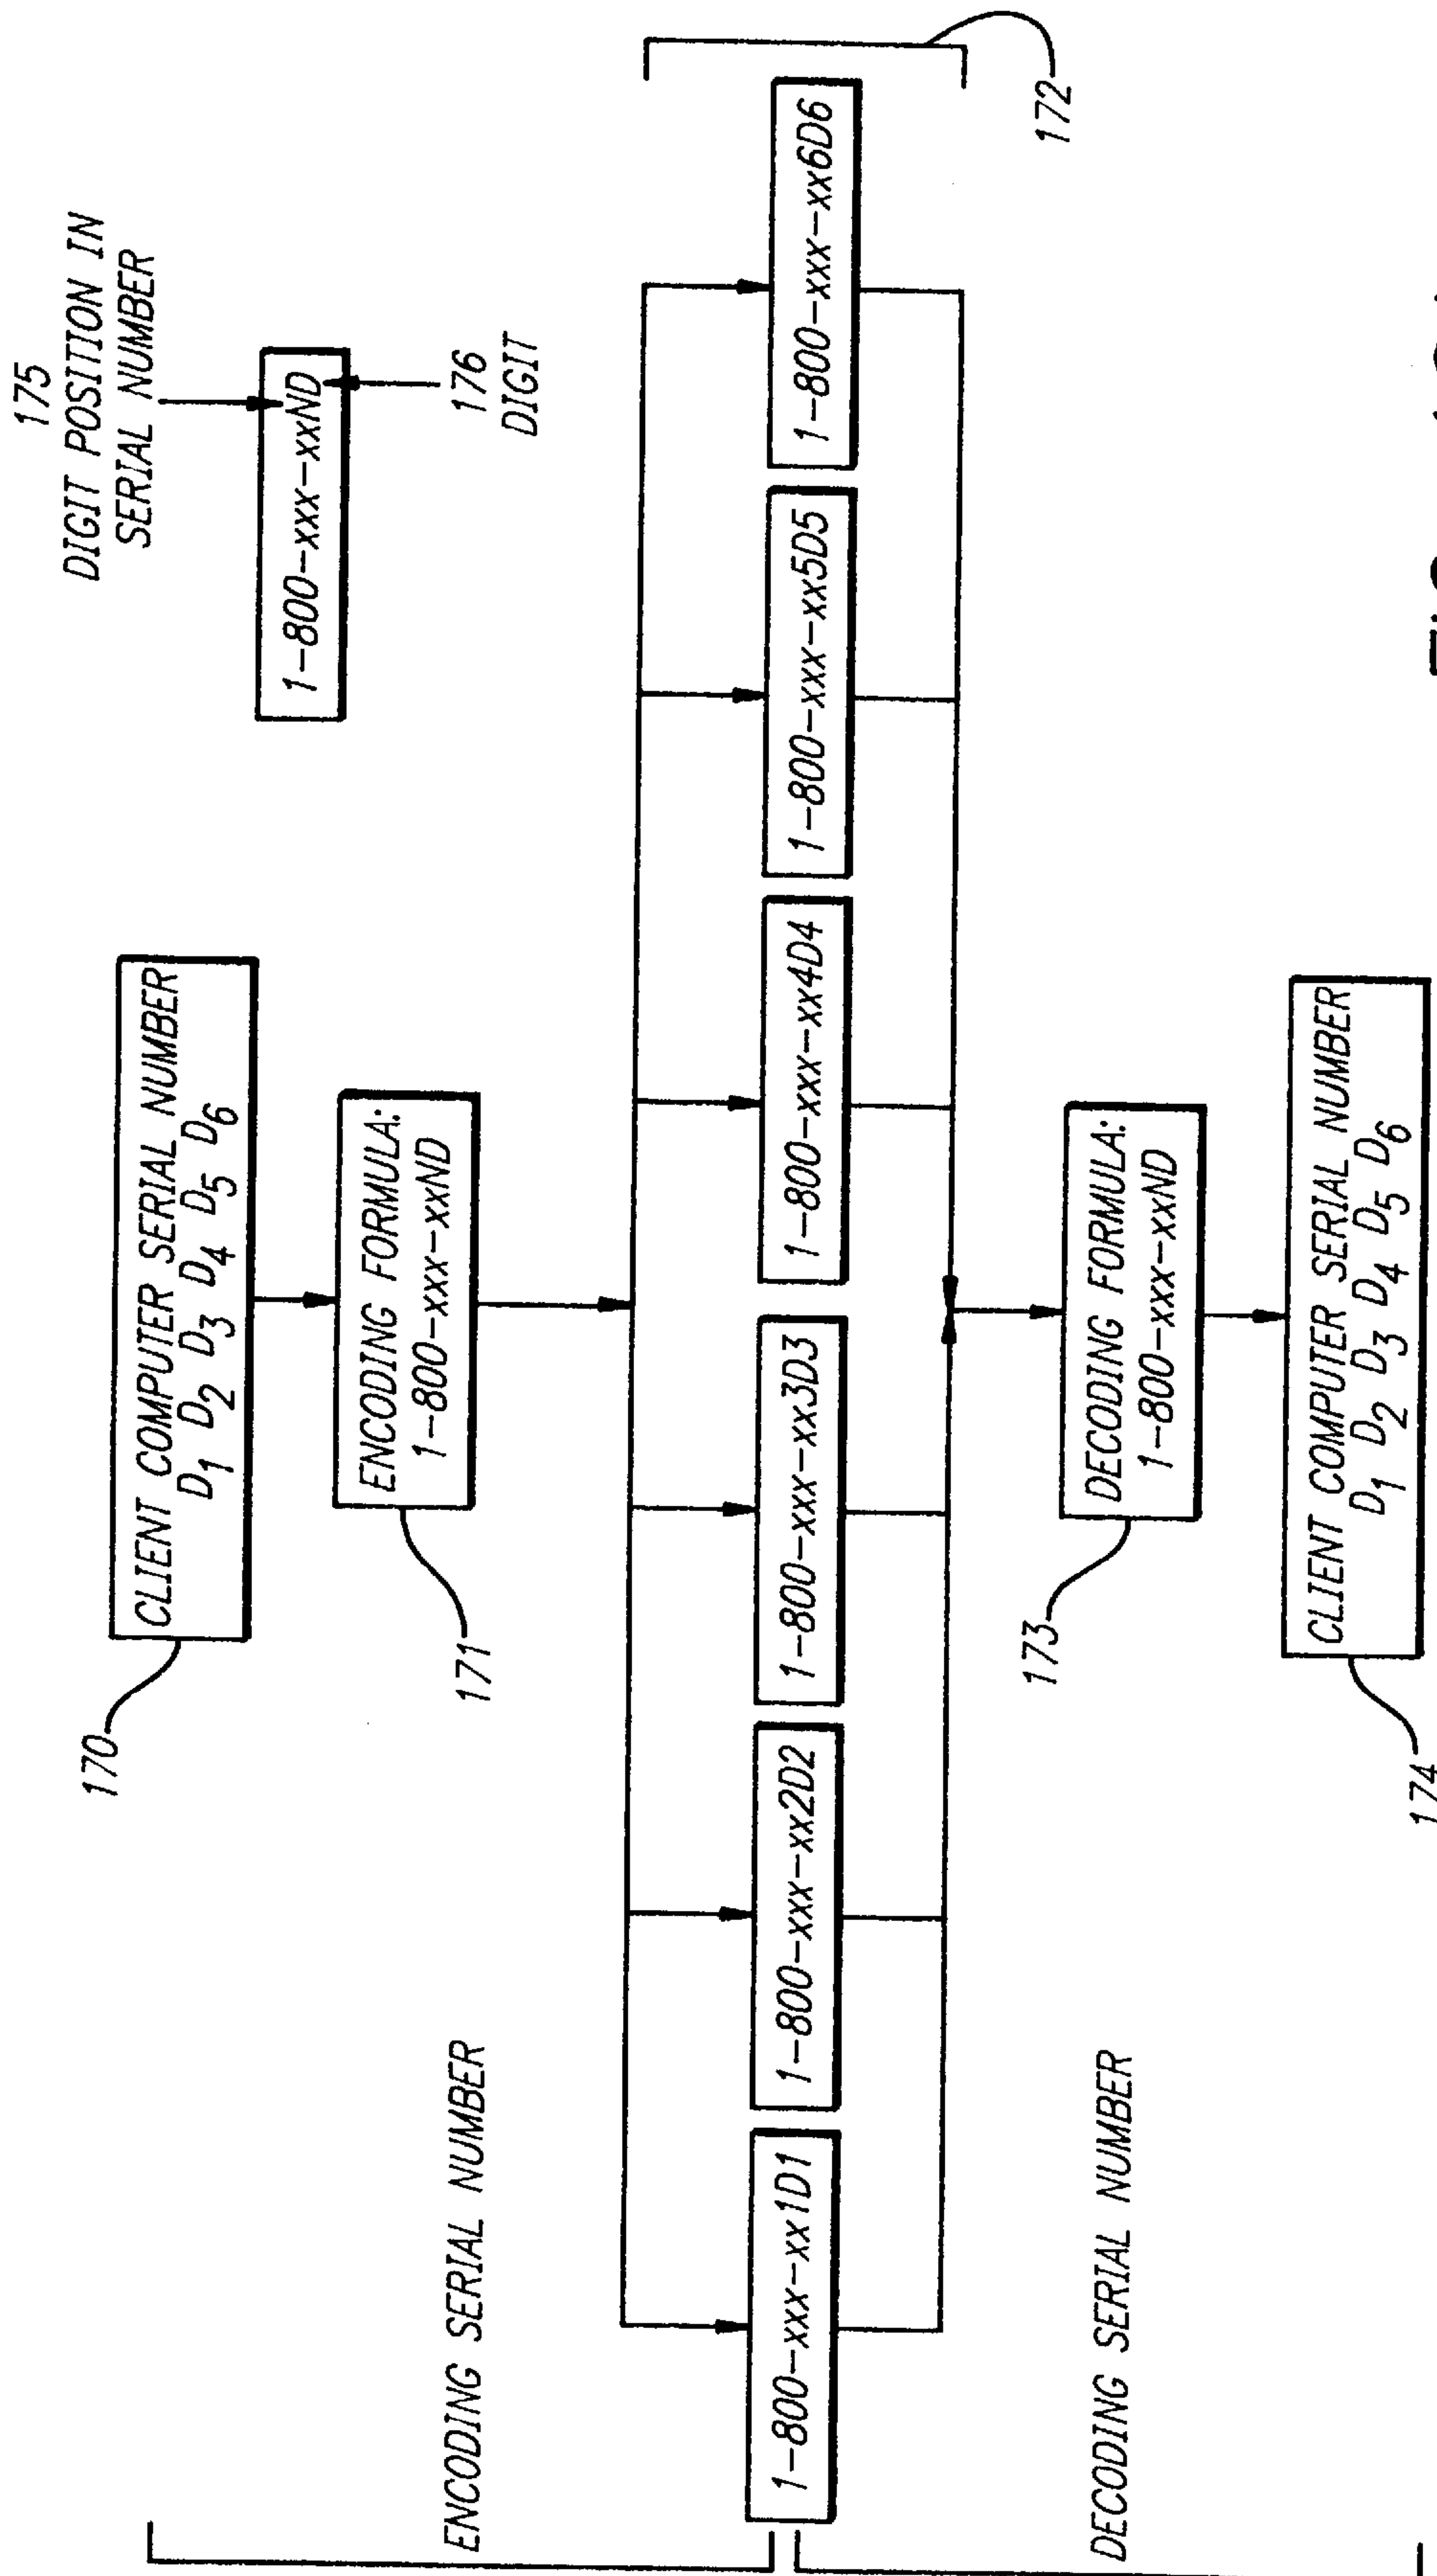 175
DIGIT POSITION IN
SERIAL NUMBER
1-800-xxx-xxND
176
DIGIT
170
CLIENT COMPUTER SERIAL NUMBER
D1 D2 D3 D4 D5 D6
171
ENCODING FORMULA:
1-800-xxx-xxND
ENCODING SERIAL NUMBER
1-800-xxx-xx1D1
1-800-xxx-xx2D2
1-800-xxx-xx3D3
1-800-xxx-xx4D4
1-800-xxx-xx5D5
1-800-xxx-xx6D6
172
DECODING SERIAL NUMBER
173
DECODING FORMULA:
1-800-xxx-xxND
174
CLIENT COMPUTER SERIAL NUMBER
D1 D2 D3 D4 D5 D6